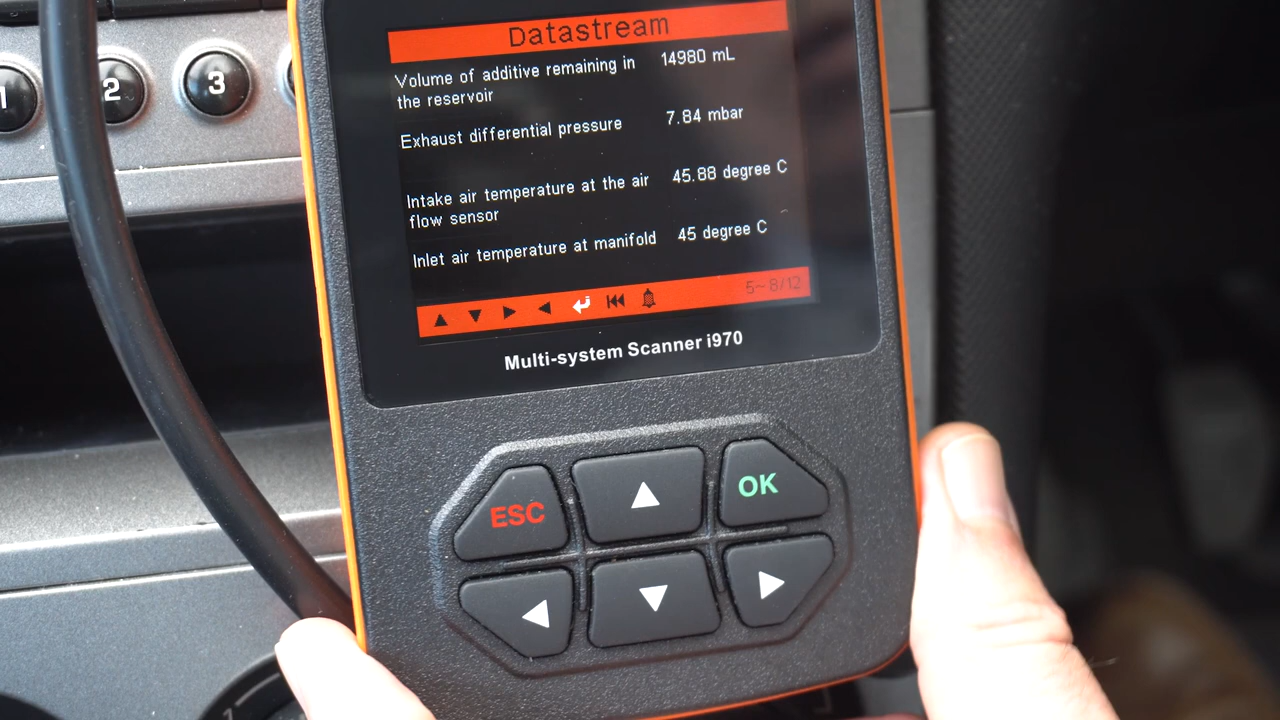 Datastream
Volume of additive remaining in 14980 mL
the reservoir
Exhaust differential pressure 7.84 mbar
Intake air temperature at the air 45.88 degree C
flow sensor
Inlet air temperature at manifold 45 degree C
5~8/12
Multi-system Scanner i970
ESC OK
1 2 3